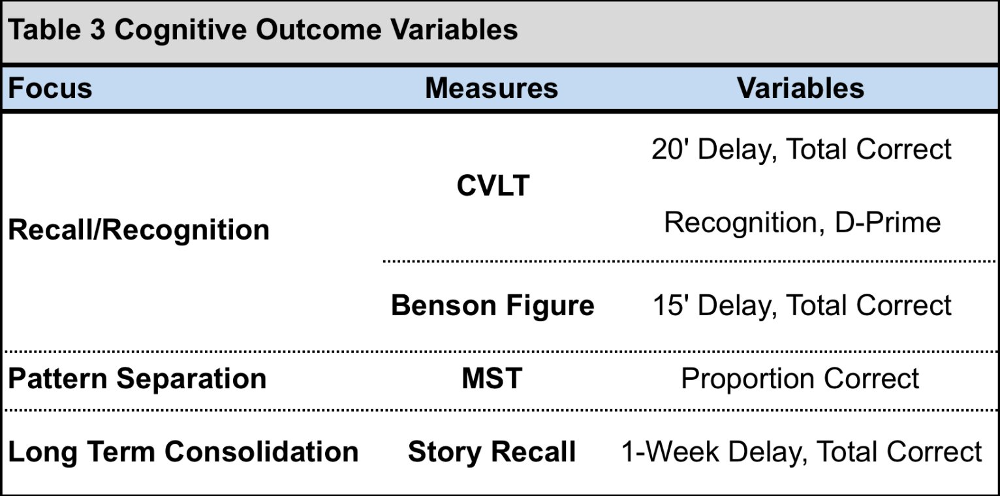 Table 3 Cognitive Outcome Variables
Focus Measures Variables
20' Delay, Total Correct
CVLT
Recognition, D-Prime
Recall/Recognition
Benson Figure 15' Delay, Total Correct
Pattern Separation MST Proportion Correct
Long Term Consolidation Story Recall 1-Week Delay, Total Correct